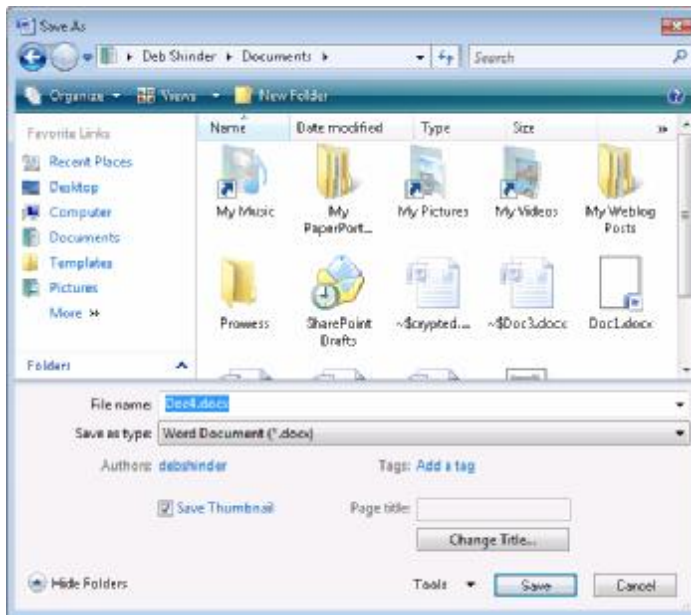 Save As
Deb Shinder Documents
Search
Organize Views New Folder
Favorite Links
Recent Places
Desktop
Computer
Documents
Templates
Pictures
More »
Folders
Name Date modified Type Size »
My Music My PaperPort... My Pictures My Videos My Weblog Posts
Prowess SharePoint Drafts ~$crypted.... ~$Doc3.docx Doc1.docx
File name: Doc4.docx
Save as type: Word Document (*.docx)
Authors: debshinder Tags: Add a tag
Save Thumbnail Page title:
Change Title...
Hide Folders Tools Save Cancel